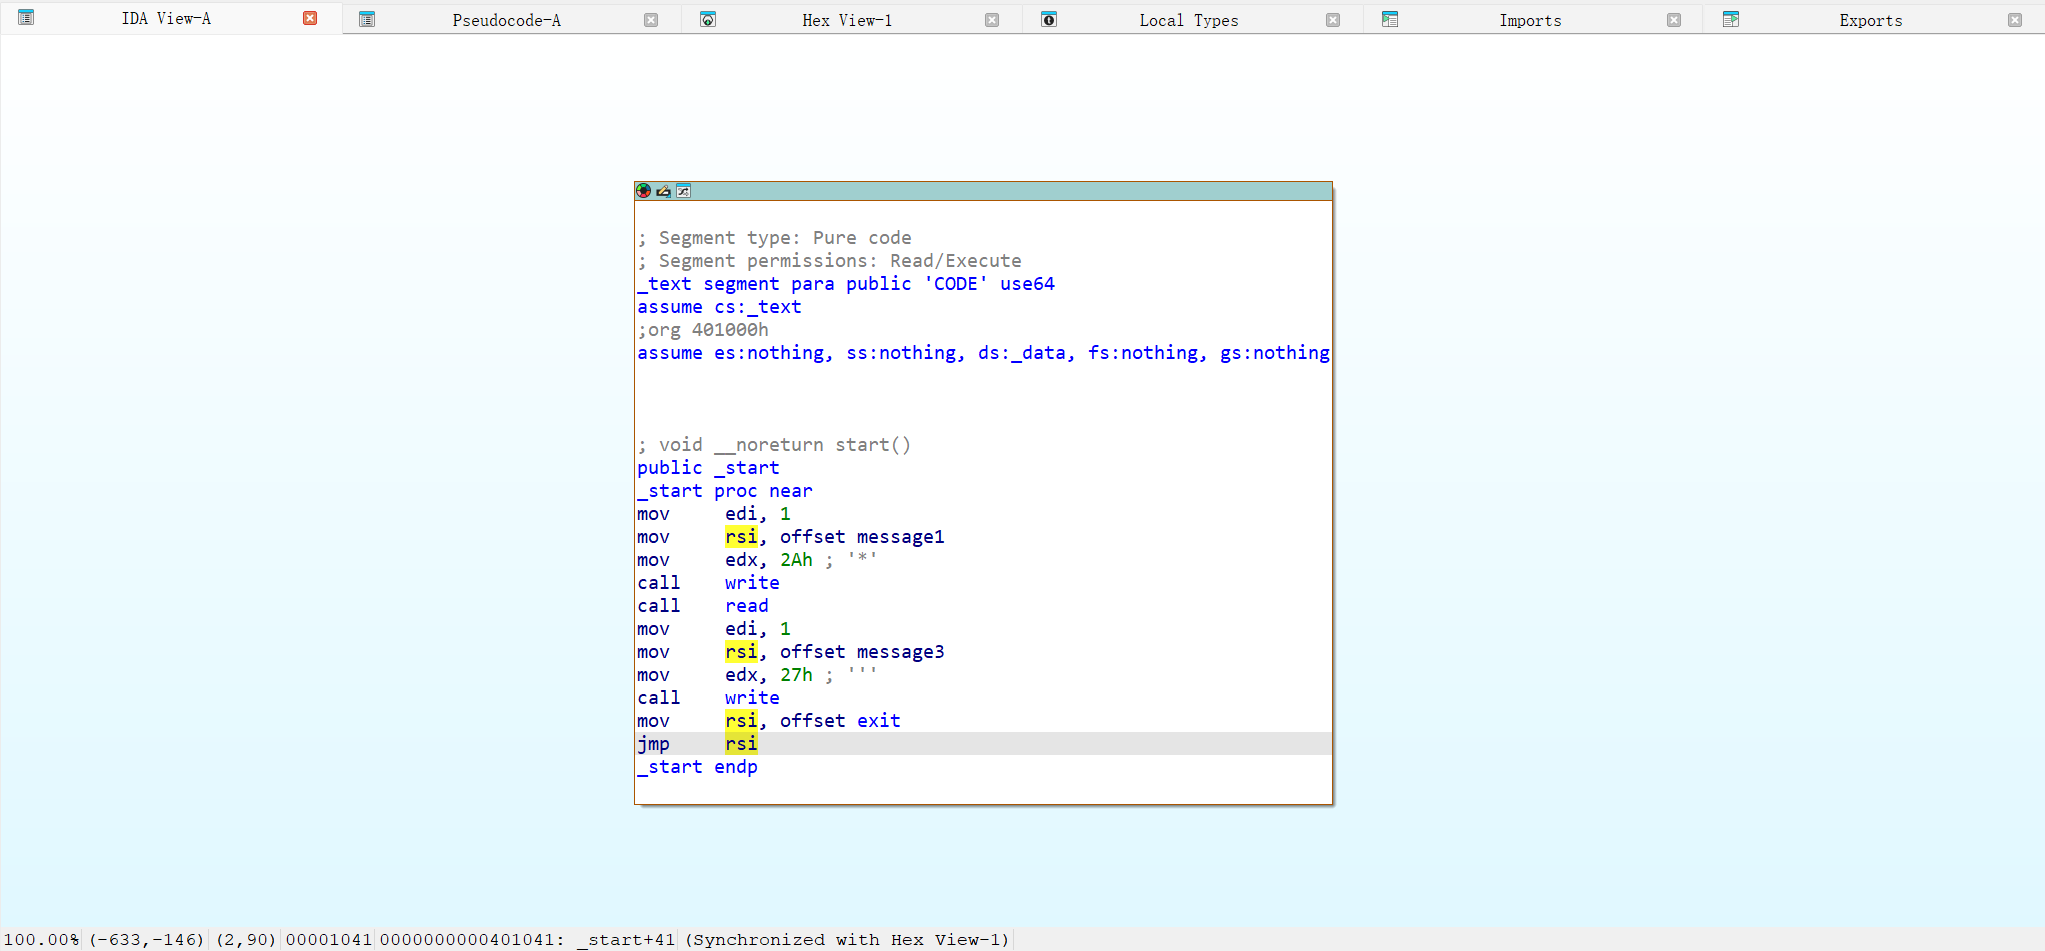 IDA View-A Pseudocode-A Hex View-1 Local Types Imports Exports
; Segment type: Pure code
; Segment permissions: Read/Execute
_text segment para public 'CODE' use64
assume cs:_text
;org 401000h
assume es:nothing, ss:nothing, ds:_data, fs:nothing, gs:nothing
; void __noreturn start()
public _start
_start proc near
mov     edi, 1
mov     rsi, offset message1
mov     edx, 2Ah ; '*'
call    write
call    read
mov     edi, 1
mov     rsi, offset message3
mov     edx, 27h ; '''
call    write
mov     rsi, offset exit
jmp     rsi
_start endp
100.00% (-633,-146) (2,90) 00001041 0000000000401041: _start+41 (Synchronized with Hex View-1)